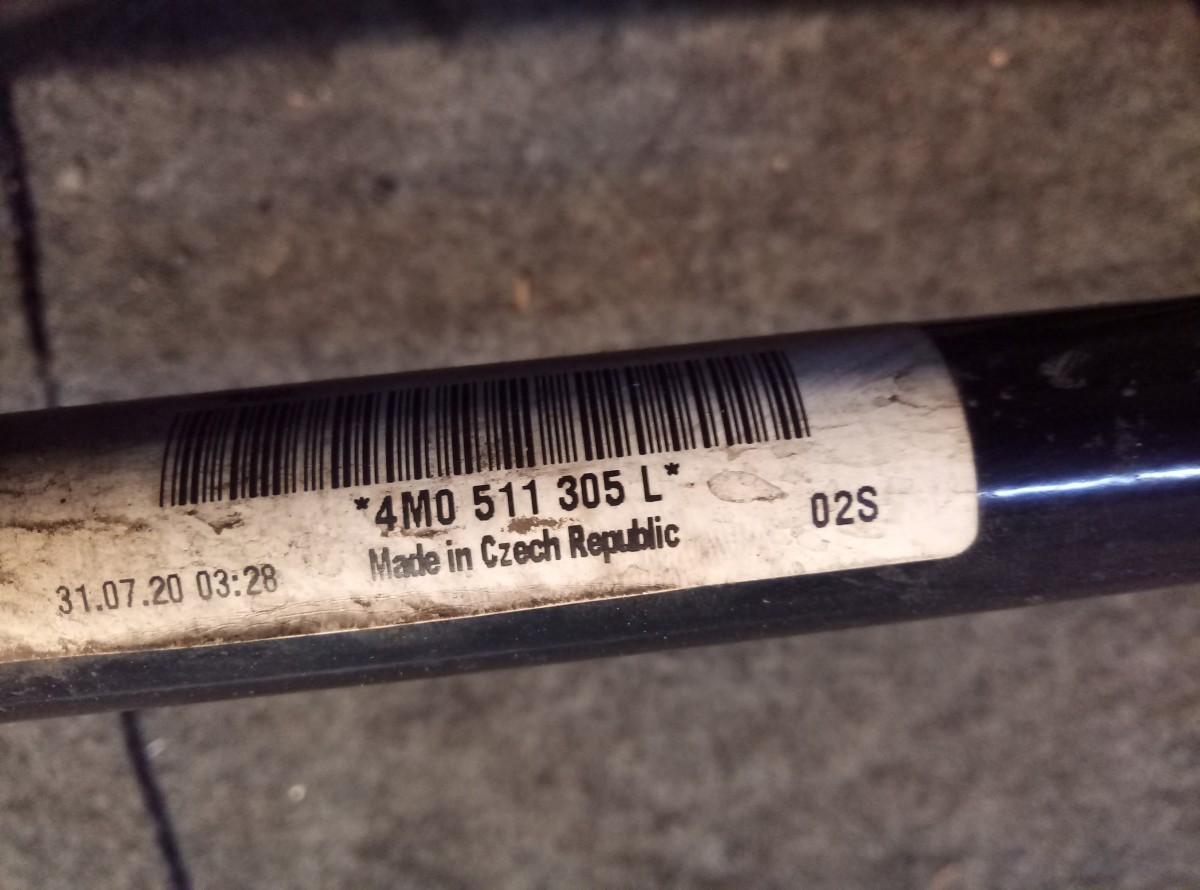 *4M0 511 305 L*
Made in Czech Republic
02S
31.07.20 03:28